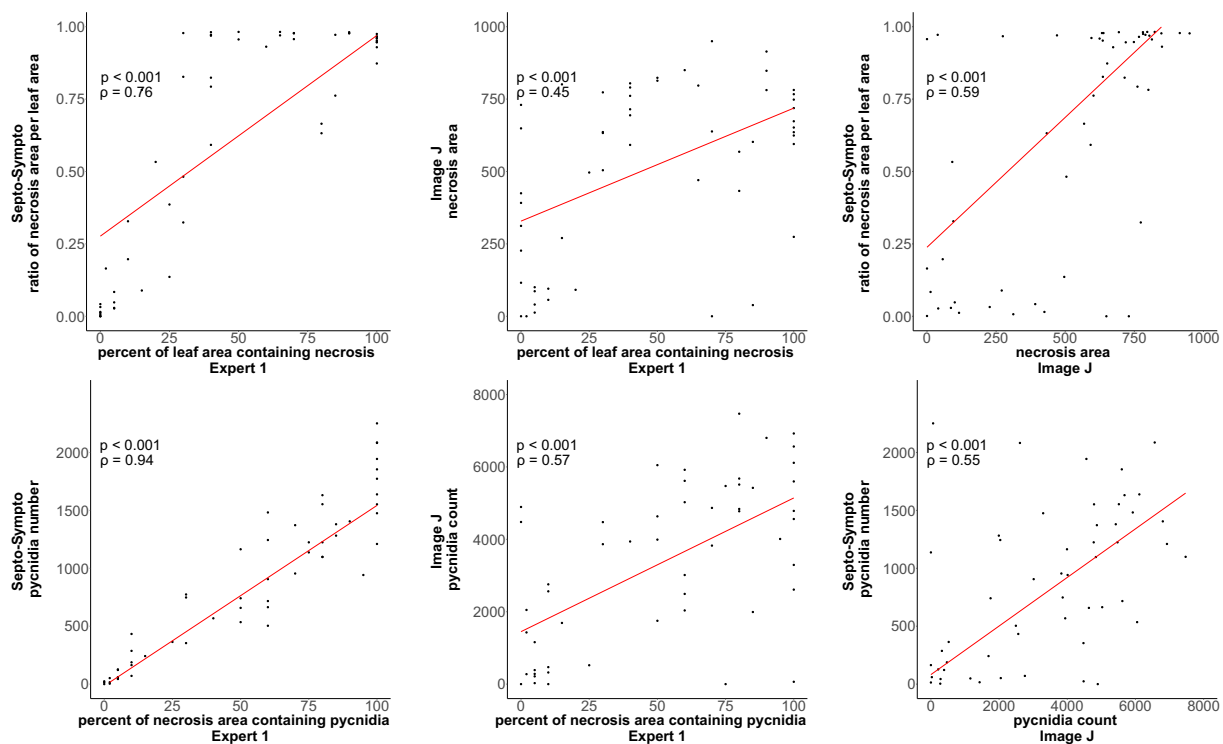 1.00
0.75
0.50
0.25
0.00
Septo-Sympto
ratio of necrosis area per leaf area
p < 0.001
ρ = 0.76
0 25 50 75 100
percent of leaf area containing necrosis
Expert 1
1000
750
500
250
0
Image J
necrosis area
p < 0.001
ρ = 0.45
0 25 50 75 100
percent of leaf area containing necrosis
Expert 1
1.00
0.75
0.50
0.25
0.00
Septo-Sympto
ratio of necrosis area per leaf area
p < 0.001
ρ = 0.59
0 250 500 750 1000
necrosis area
Image J
2000
1500
1000
500
0
Septo-Sympto
pycnidia number
p < 0.001
ρ = 0.94
0 25 50 75 100
percent of necrosis area containing pycnidia
Expert 1
8000
6000
4000
2000
0
Image J
pycnidia count
p < 0.001
ρ = 0.57
0 25 50 75 100
percent of necrosis area containing pycnidia
Expert 1
2000
1500
1000
500
0
Septo-Sympto
pycnidia number
p < 0.001
ρ = 0.55
0 2000 4000 6000 8000
pycnidia count
Image J